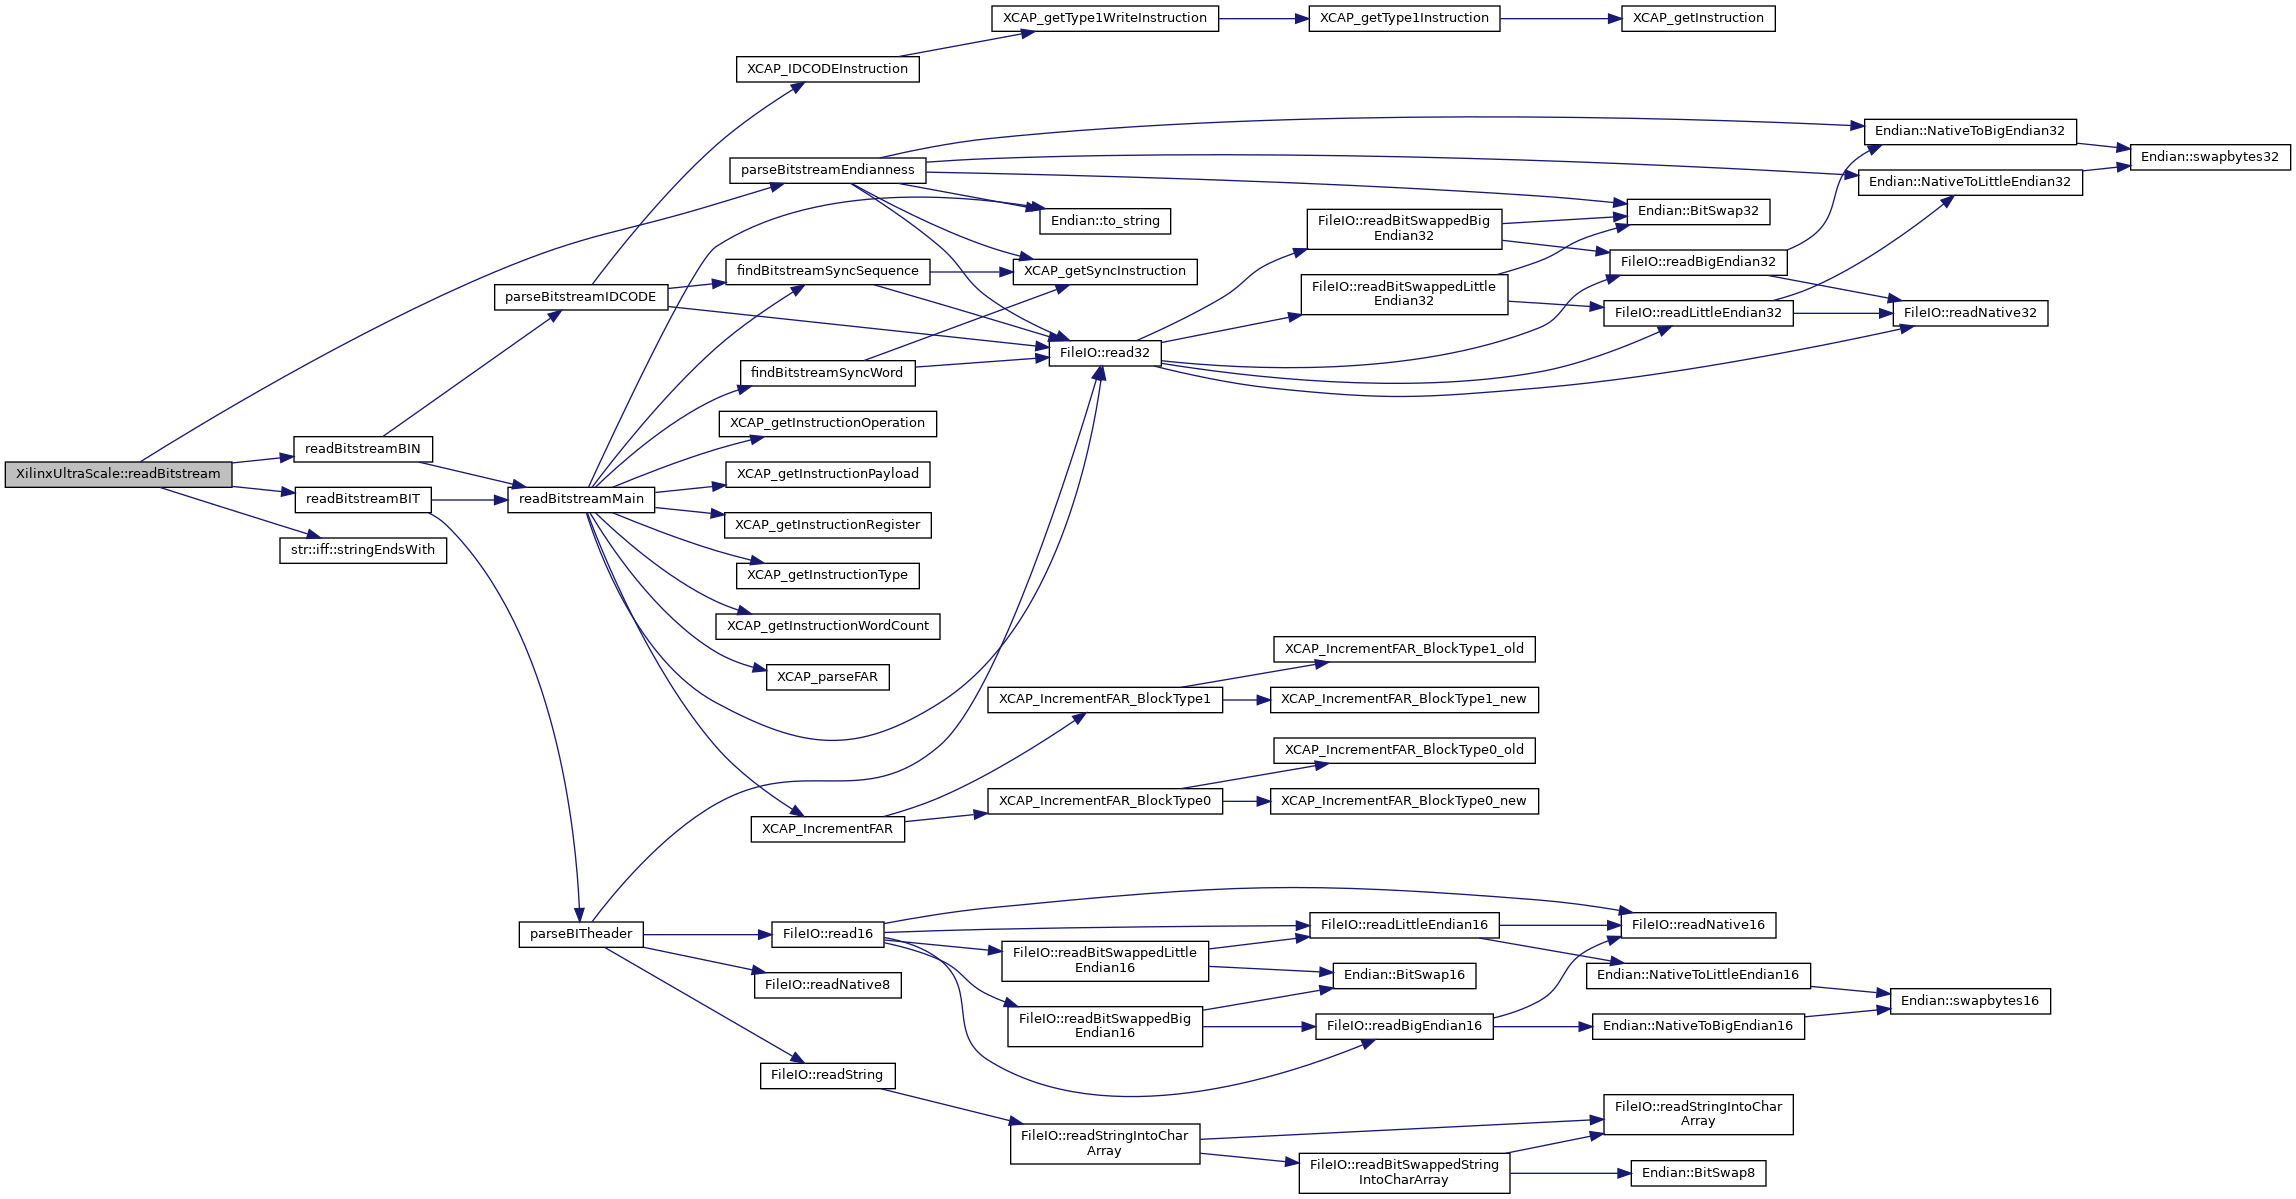 XCAP_getType1WriteInstruction
XCAP_getType1Instruction
XCAP_getInstruction
XCAP_IDCODEInstruction
Endian::NativeToBigEndian32
Endian::swapbytes32
parseBitstreamEndianness
Endian::NativeToLittleEndian32
Endian::to_string
FileIO::readBitSwappedBig
Endian32
Endian::BitSwap32
findBitstreamSyncSequence
XCAP_getSyncInstruction
FileIO::readBigEndian32
parseBitstreamIDCODE
FileIO::readBitSwappedLittle
Endian32
FileIO::readLittleEndian32
FileIO::readNative32
FileIO::read32
findBitstreamSyncWord
XCAP_getInstructionOperation
readBitstreamBIN
XilinxUltraScale::readBitstream
XCAP_getInstructionPayload
readBitstreamBIT
readBitstreamMain
XCAP_getInstructionRegister
str::iff::stringEndsWith
XCAP_getInstructionType
XCAP_getInstructionWordCount
XCAP_parseFAR
XCAP_IncrementFAR_BlockType1_old
XCAP_IncrementFAR_BlockType1
XCAP_IncrementFAR_BlockType1_new
XCAP_IncrementFAR_BlockType0_old
XCAP_IncrementFAR_BlockType0
XCAP_IncrementFAR_BlockType0_new
XCAP_IncrementFAR
parseBITheader
FileIO::read16
FileIO::readLittleEndian16
FileIO::readNative16
FileIO::readBitSwappedLittle
Endian16
FileIO::readNative8
Endian::BitSwap16
Endian::NativeToLittleEndian16
Endian::swapbytes16
FileIO::readBitSwappedBig
Endian16
FileIO::readBigEndian16
Endian::NativeToBigEndian16
FileIO::readString
FileIO::readStringIntoChar
Array
FileIO::readStringIntoChar
Array
FileIO::readBitSwappedString
IntoCharArray
Endian::BitSwap8